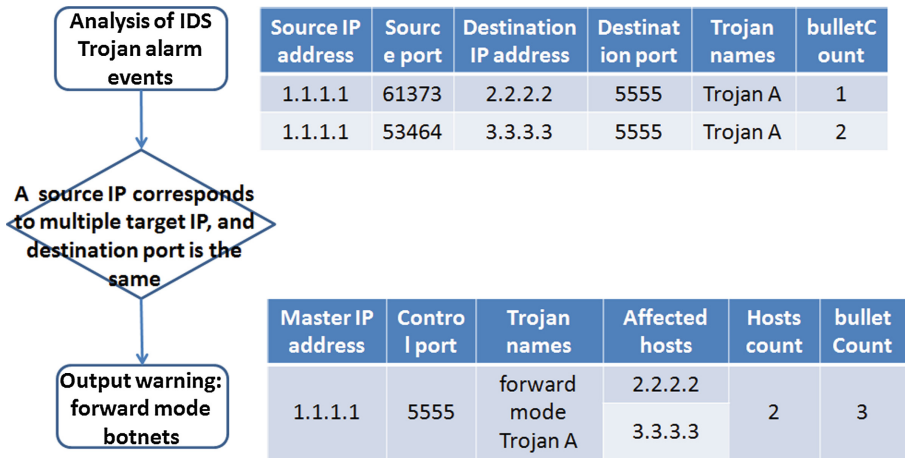 Analysis of IDS
Trojan alarm
events
Source IP
address
Sourc
e port
Destination
IP address
Destinat
ion port
Trojan
names
bulletC
ount
1.1.1.1 61373 2.2.2.2 5555 Trojan A 1
1.1.1.1 53464 3.3.3.3 5555 Trojan A 2
A source IP corresponds
to multiple target IP, and
destination port is the
same
Output warning:
forward mode
botnets
Master IP
address
Contro
l port
Trojan
names
Affected
hosts
Hosts
count
bullet
Count
1.1.1.1
5555
forward
mode
Trojan A
2.2.2.2
3.3.3.3
2
3